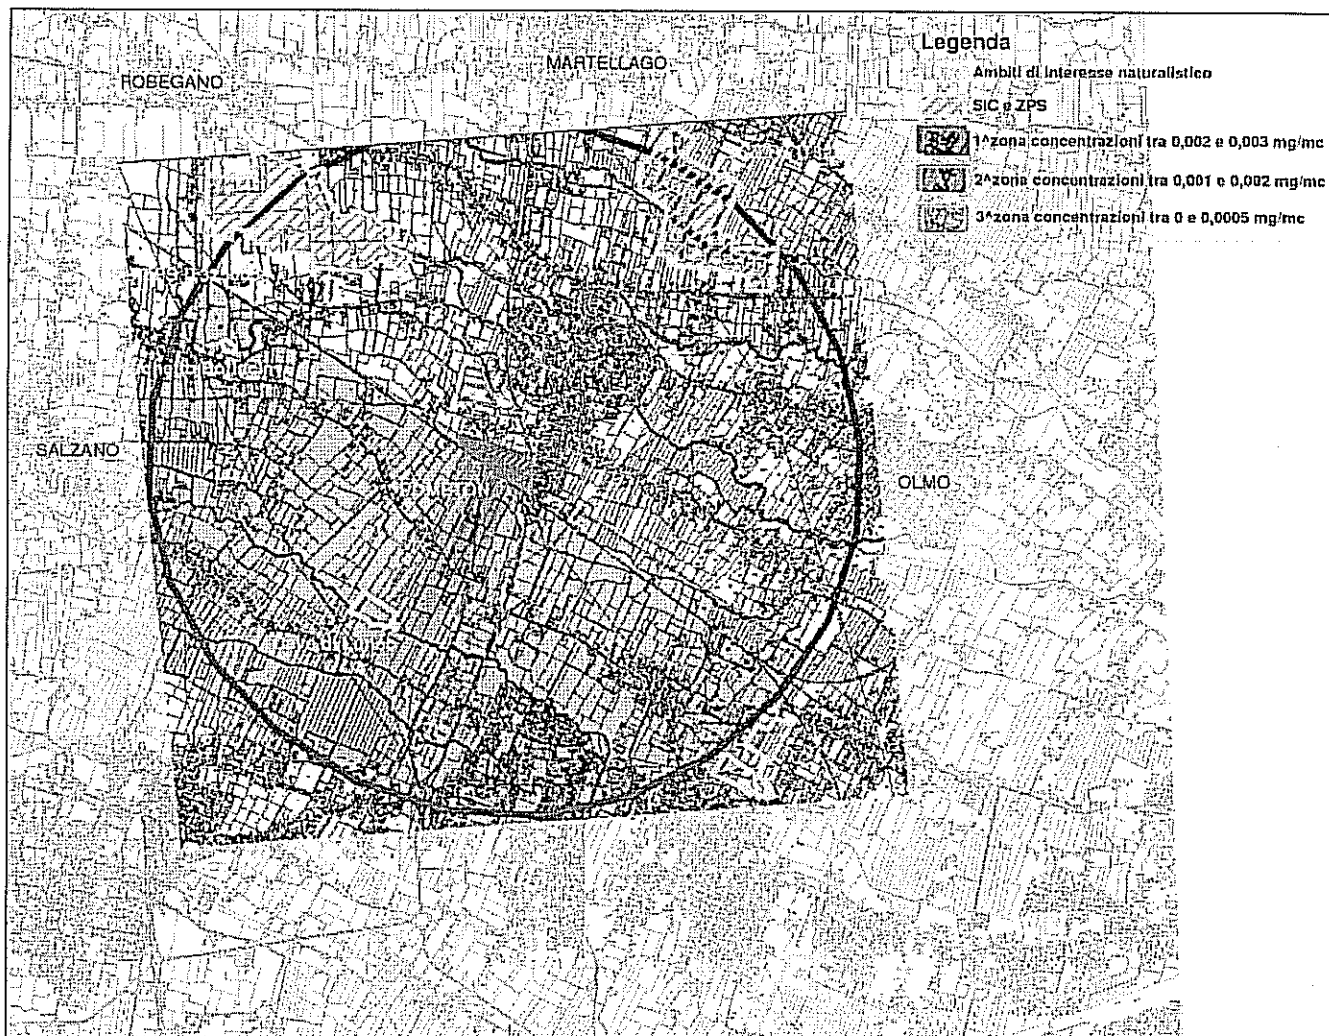 Legenda
MARTELLAGO
ROBEGANO
Ambiti di interesse naturalistico
SIC e ZPS
1^zona concentrazioni tra 0,002 e 0,003 mg/mc
2^zona concentrazioni tra 0,001 e 0,002 mg/mc
3^zona concentrazioni tra 0 e 0,0005 mg/mc
SALZANO
OLMO